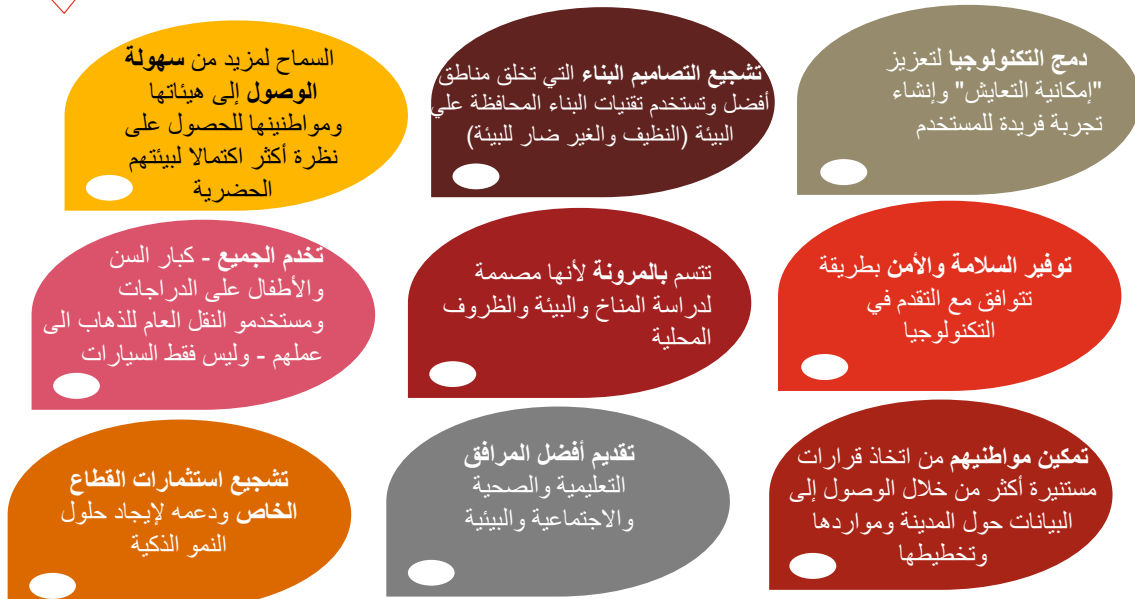 دمج التكنولوجيا لتعزيز
"إمكانية التعايش" وإنشاء
تجربة فريدة للمستخدم
تشجيع التصاميم البناء التي تخلق مناطق
أفضل وتستخدم تقنيات البناء المحافظة علي
البيئة (النظيف والغير ضار للبيئة)
السماح لمزيد من سهولة
الوصول إلى هيئاتها
ومواطنينها للحصول على
نظرة أكثر اكتمالا لبيئتهم
الحضرية
توفير السلامة والأمن بطريقة
تتوافق مع التقدم في
التكنولوجيا
تتسم بالمرونة لأنها مصممة
لدراسة المناخ والبيئة والظروف
المحلية
تخدم الجميع - كبار السن
والأطفال على الدراجات
ومستخدمو النقل العام للذهاب الى
عملهم - وليس فقط السيارات
تمكين مواطنيهم من اتخاذ قرارات
مستنيرة أكثر من خلال الوصول إلى
البيانات حول المدينة ومواردها
وتخطيطها
تقديم أفضل المرافق
التعليمية والصحية
والاجتماعية والبيئية
تشجيع استثمارات القطاع
الخاص ودعمه لإيجاد حلول
النمو الذكية